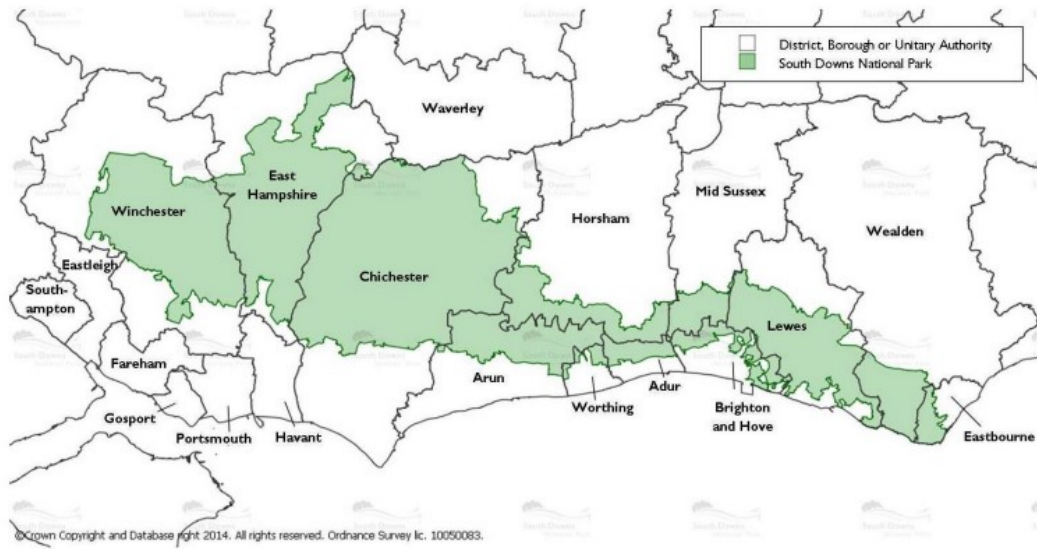 District, Borough or Unitary Authority
South Downs National Park
Waverley
East
Hampshire
Mid Sussex
Winchester
Horsham
Wealden
Eastleigh
Chichester
South-
ampton
Lewes
Fareham
Arun
Adur
Gosport
Worthing
Brighton
and Hove
Portsmouth
Havant
Eastbourne
©Crown Copyright and Database right 2014. All rights reserved. Ordnance Survey lic. 10050083.